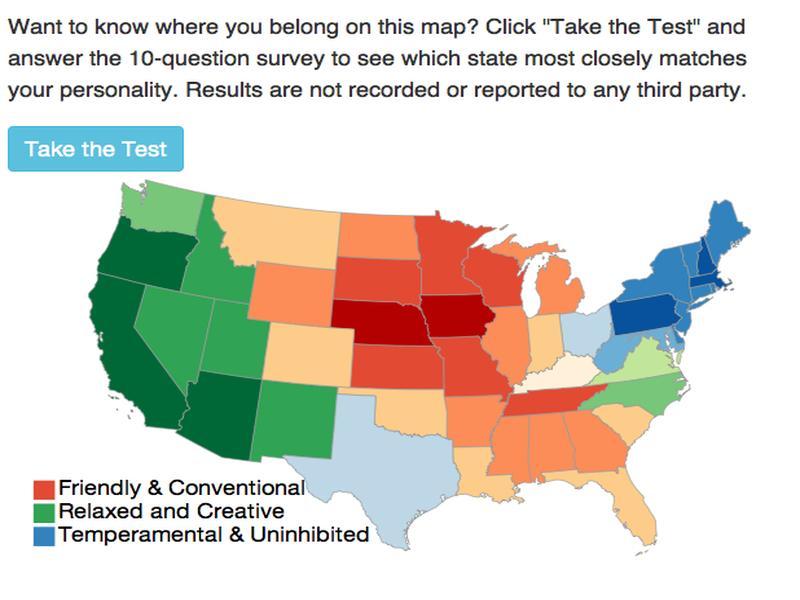 Want to know where you belong on this map? Click "Take the Test" and
answer the 10-question survey to see which state most closely matches
your personality. Results are not recorded or reported to any third party.
Take the Test
Friendly & Conventional
Relaxed and Creative
Temperamental & Uninhibited